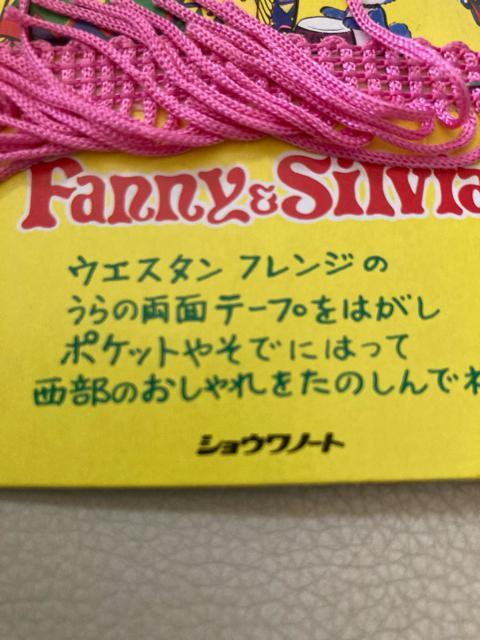 Fanny&Silvia
ウエスタン フレンジの
うらの両面テープをはがし
ポケットやそでにはって
西部のおしゃれをたのしんでね
ショウワノート